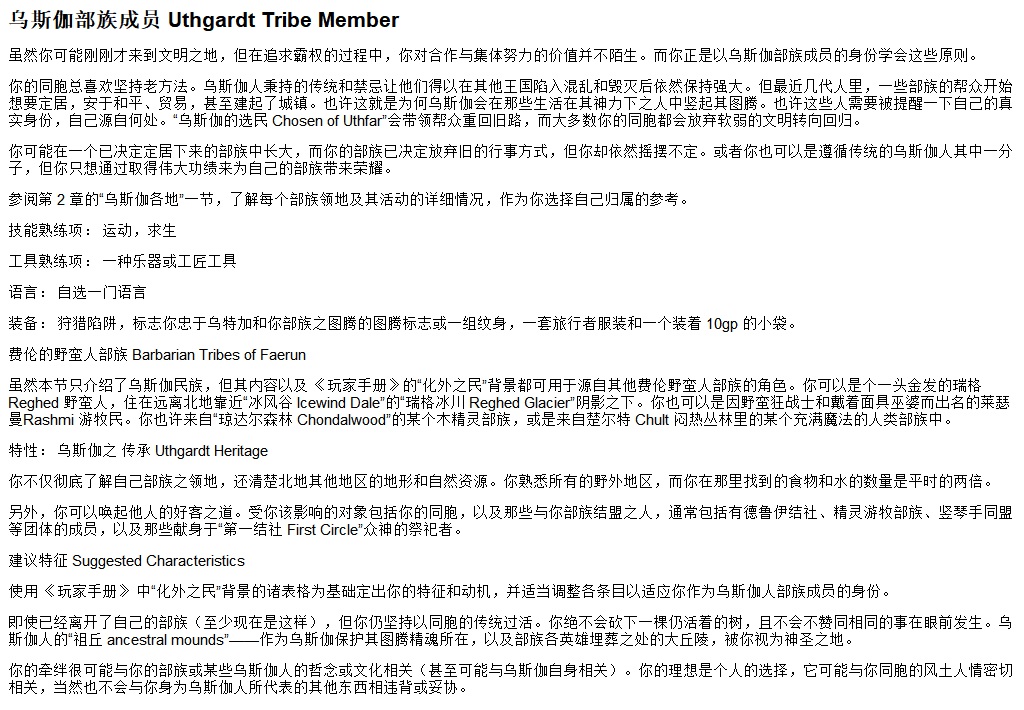 乌斯伽部族成员 Uthgardt Tribe Member
虽然你可能刚刚才来到文明之地，但在追求霸权的过程中，你对合作与集体努力的价值并不陌生。而你正是以乌斯伽部族成员的身份学会这些原则。
你的同胞总喜欢坚持老方法。乌斯伽人秉持的传统和禁忌让他们得以在其他王国陷入混乱和毁灭后依然保持强大。但最近几代人里，一些部族的帮众开始
想要定居，安于和平、贸易，甚至建起了城镇。也许这就是为何乌斯伽会在那些生活在其神力下之人中竖起其图腾。也许这些人需要被提醒一下自己的真
实身份，自己源自何处。“乌斯伽的选民 Chosen of Uthfar”会带领帮众重回旧路，而大多数你的同胞都会放弃软弱的文明转向回归。
你可能在一个已决定定居下来的部族中长大，而你的部族已决定放弃旧的行事方式，但你却依然摇摆不定。或者你也可以是遵循传统的乌斯伽人其中一分
子，但你只想通过取得伟大功绩来为自己的部族带来荣耀。
参阅第 2 章的“乌斯伽各地”一节，了解每个部族领地及其活动的详细情况，作为你选择自己归属的参考。
技能熟练项： 运动，求生
工具熟练项： 一种乐器或工匠工具
语言： 自选一门语言
装备： 狩猎陷阱，标志你忠于乌特加和你部族之图腾的图腾标志或一组纹身，一套旅行者服装和一个装着 10gp 的小袋。
费伦的野蛮人部族 Barbarian Tribes of Faerun
虽然本节只介绍了乌斯伽民族，但其内容以及《玩家手册》的“化外之民”背景都可用于源自其他费伦野蛮人部族的角色。你可以是个一头金发的瑞格
Reghed 野蛮人，住在远离北地靠近“冰风谷 Icewind Dale”的“瑞格冰川 Reghed Glacier”阴影之下。你也可以是因野蛮狂战士和戴着面具巫婆而出名的莱瑟
曼Rashmi 游牧民。你也许来自“琼达尔森林 Chondalwood”的某个木精灵部族，或是来自楚尔特 Chult 闷热丛林里的某个充满魔法的人类部族中。
特性： 乌斯伽之 传承 Uthgardt Heritage
你不仅彻底了解自己部族之领地，还清楚北地其他地区的地形和自然资源。你熟悉所有的野外地区，而你在那里找到的食物和水的数量是平时的两倍。
另外，你可以唤起他人的好客之道。受你该影响的对象包括你的同胞，以及那些与你部族结盟之人，通常包括有德鲁伊结社、精灵游牧部族、竖琴手同盟
等团体的成员，以及那些献身于“第一结社 First Circle”众神的祭祀者。
建议特征 Suggested Characteristics
使用《玩家手册》中“化外之民”背景的诸表格为基础定出你的特征和动机，并适当调整各条目以适应你作为乌斯伽人部族成员的身份。
即使已经离开了自己的部族（至少现在是这样），但你仍坚持以同胞的传统过活。你绝不会砍下一棵仍活着的树，且不会不赞同相同的事在眼前发生。乌
斯伽人的“祖丘 ancestral mounds”——作为乌斯伽保护其图腾精魂所在，以及部族各英雄埋葬之处的大丘陵，被你视为神圣之地。
你的牵绊很可能与你的部族或某些乌斯伽人的哲念或文化相关（甚至可能与乌斯伽自身相关）。你的理想是个人的选择，它可能与你同胞的风土人情密切
相关，当然也不会与你身为乌斯伽人所代表的其他东西相违背或妥协。